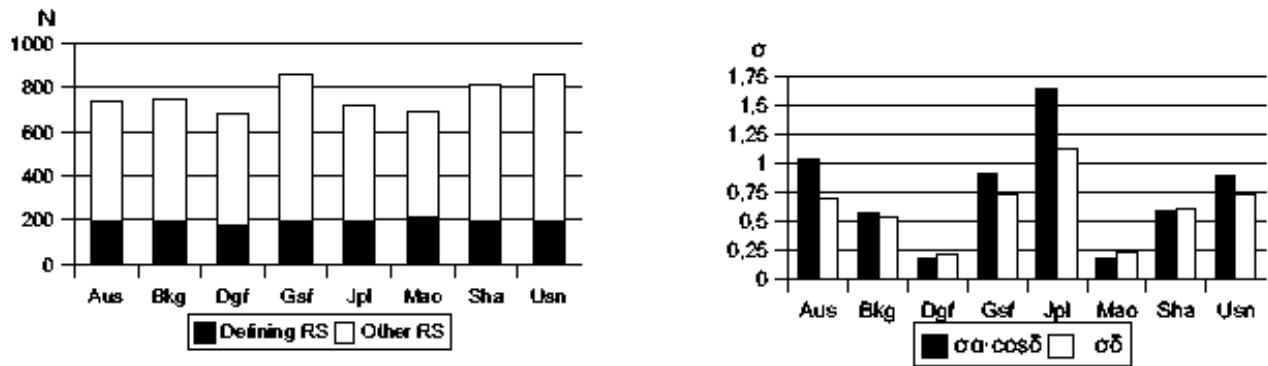 N
1000
800
600
400
200
0
Aus Bkg Dgf Gsf Jpl Mao Sha Usn
Defining RS Other RS
σ
1,75
1,5
1,25
1
0,75
0,5
0,25
0
Aus Bkg Dgf Gsf Jpl Mao Sha Usn
σα·cosδ σδ